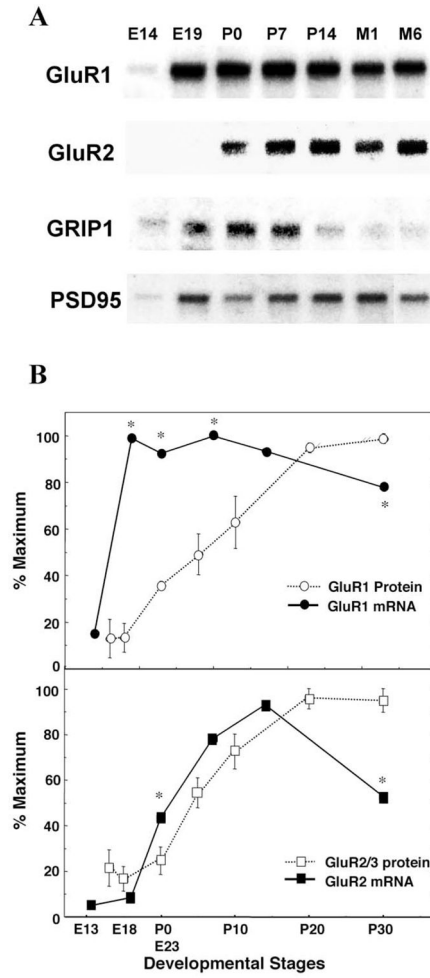 A
E14 E19 P0 P7 P14 M1 M6
GluR1
GluR2
GRIP1
PSD95
B
100
80
60
40
20
0
% Maximum
* * * *
GluR1 Protein
GluR1 mRNA
100
80
60
40
20
0
% Maximum
* *
GluR2/3 protein
GluR2 mRNA
E13 E18 P0 P10 P20 P30
E23
Developmental Stages